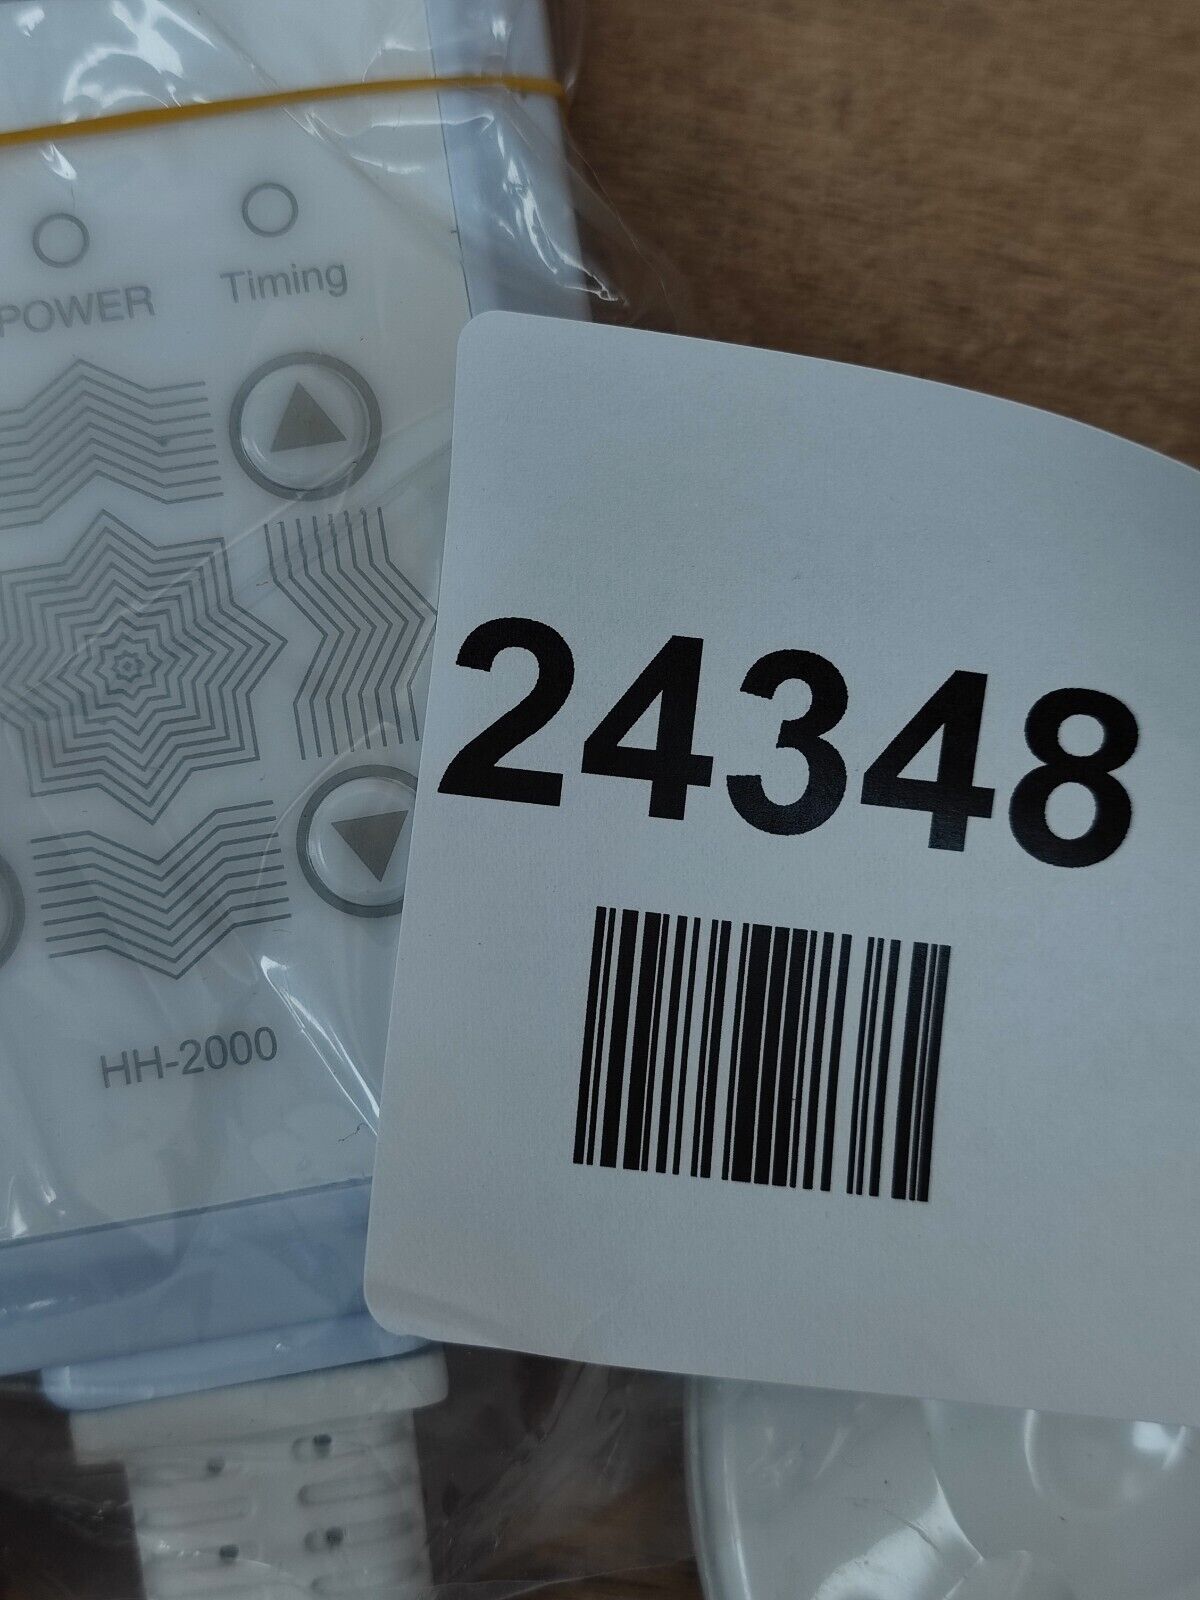 POWER
Timing
24348
HH-2000